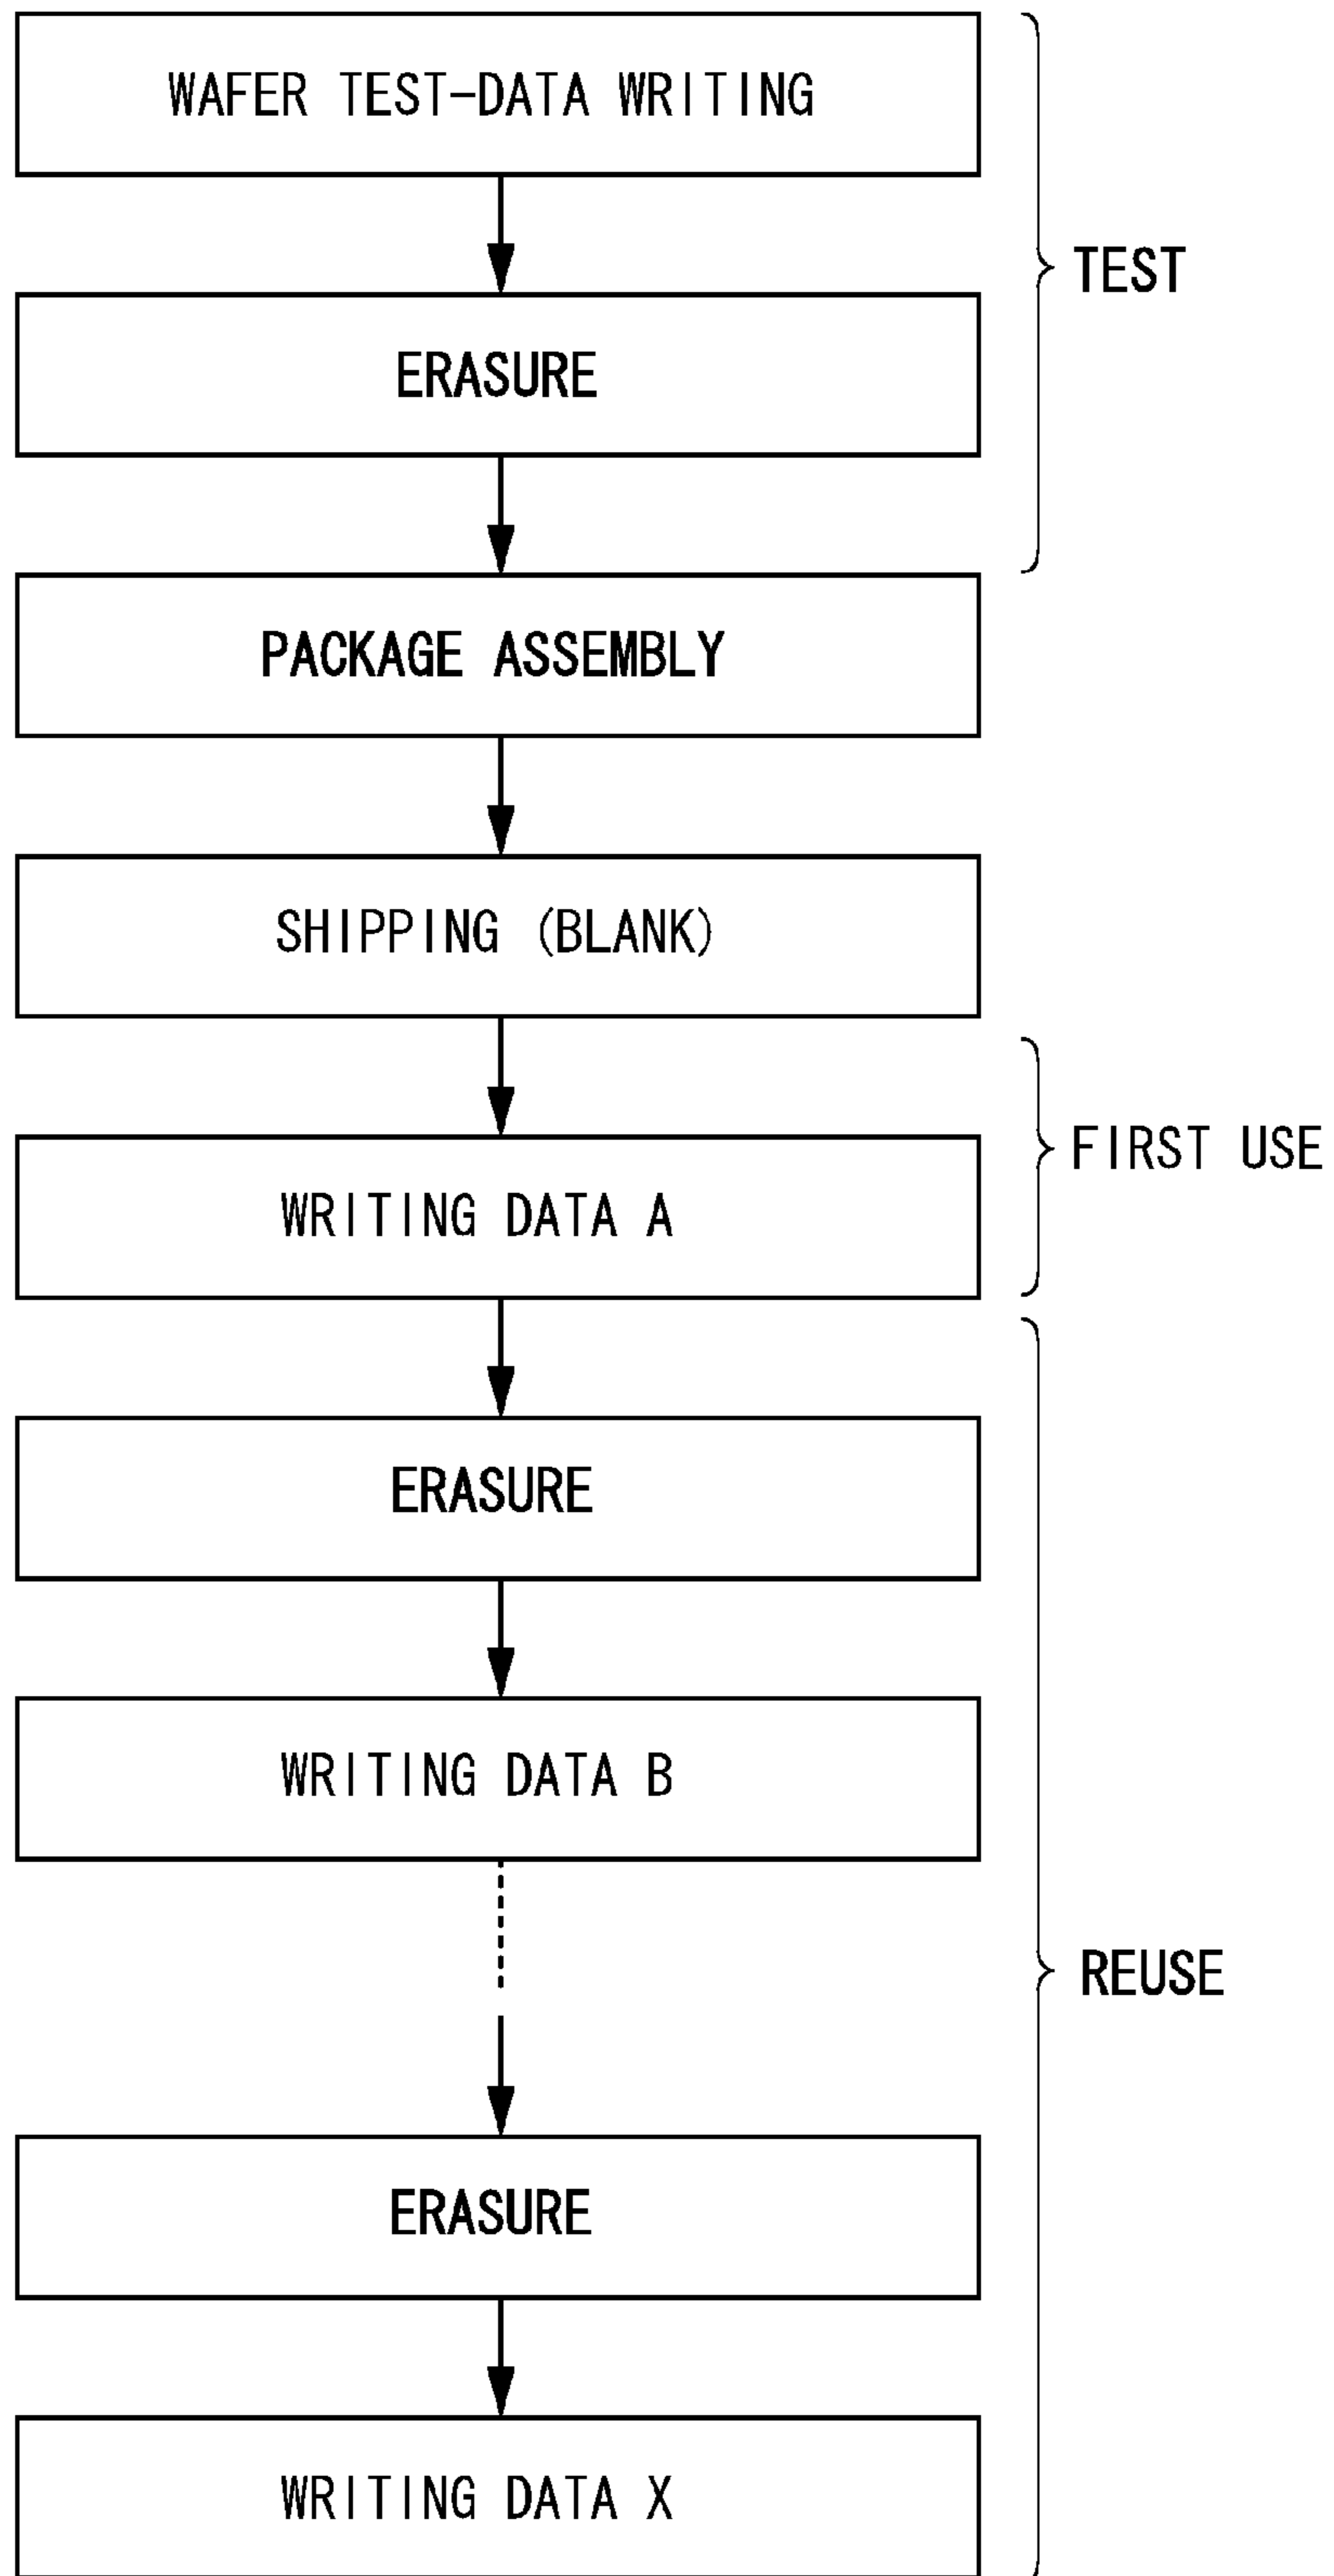 WAFER TEST-DATA WRITING
TEST
ERASURE
PACKAGE ASSEMBLY
SHIPPING (BLANK)
FIRST USE
WRITING DATA A
ERASURE
WRITING DATA B
REUSE
ERASURE
WRITING DATA X